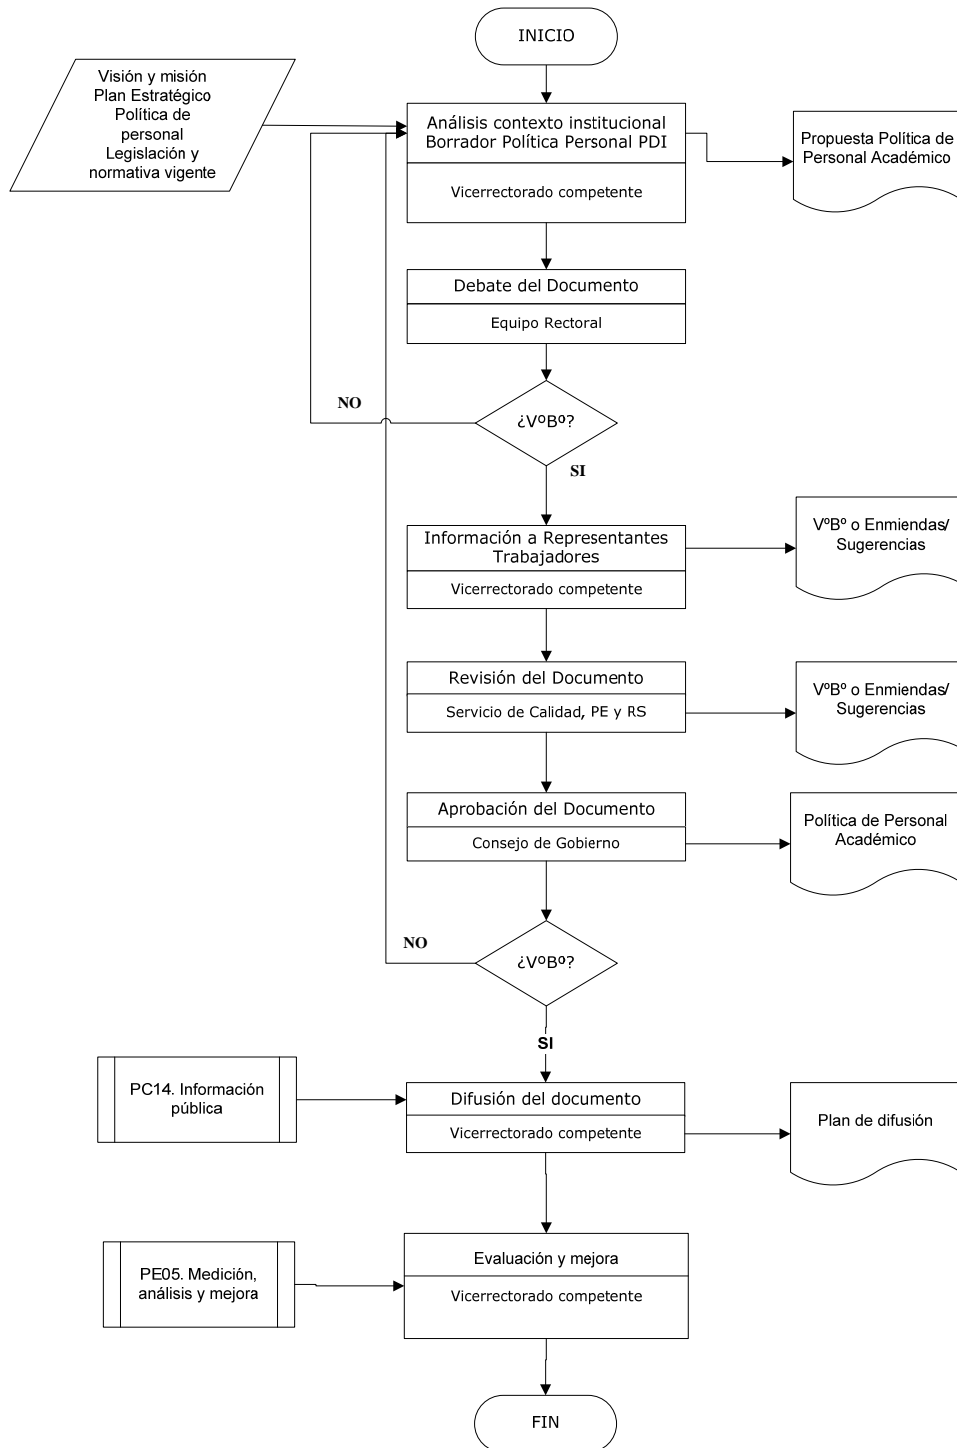 INICIO
Visión y misión
Plan Estratégico
Política de
personal
Legislación y
normativa vigente
Análisis contexto institucional
Borrador Política Personal PDI
Vicerrectorado competente
Propuesta Política de
Personal Académico
Debate del Documento
Equipo Rectoral
NO
¿VºBº?
SI
Información a Representantes
Trabajadores
Vicerrectorado competente
VºBº o Enmiendas/
Sugerencias
Revisión del Documento
Servicio de Calidad, PE y RS
VºBº o Enmiendas/
Sugerencias
Aprobación del Documento
Consejo de Gobierno
Política de Personal
Académico
NO
¿VºBº?
SI
PC14. Información
pública
Difusión del documento
Vicerrectorado competente
Plan de difusión
PE05. Medición,
análisis y mejora
Evaluación y mejora
Vicerrectorado competente
FIN